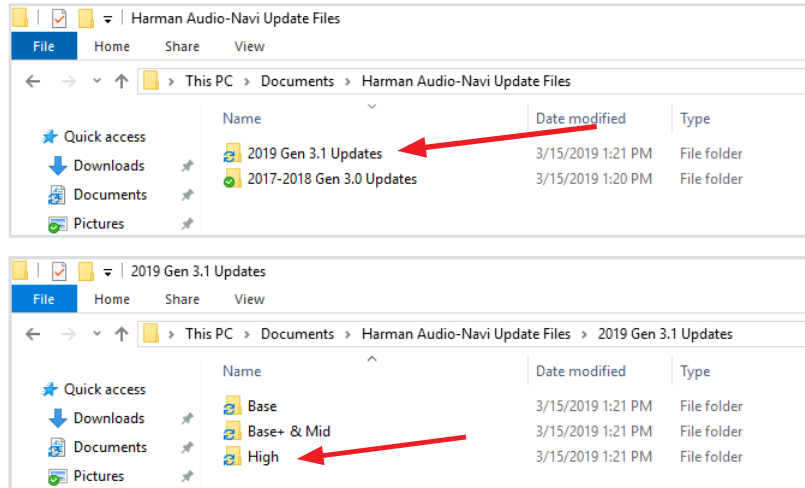 Harman Audio-Navi Update Files
File Home Share View
This PC > Documents > Harman Audio-Navi Update Files
Name Date modified Type
Quick access
2019 Gen 3.1 Updates 3/15/2019 1:21 PM File folder
Downloads
2017-2018 Gen 3.0 Updates 3/15/2019 1:20 PM File folder
Documents
Pictures
2019 Gen 3.1 Updates
File Home Share View
This PC > Documents > Harman Audio-Navi Update Files > 2019 Gen 3.1 Updates
Name Date modified Type
Quick access
Base 3/15/2019 1:21 PM File folder
Downloads
Base+ & Mid 3/15/2019 1:21 PM File folder
Documents
High 3/15/2019 1:21 PM File folder
Pictures